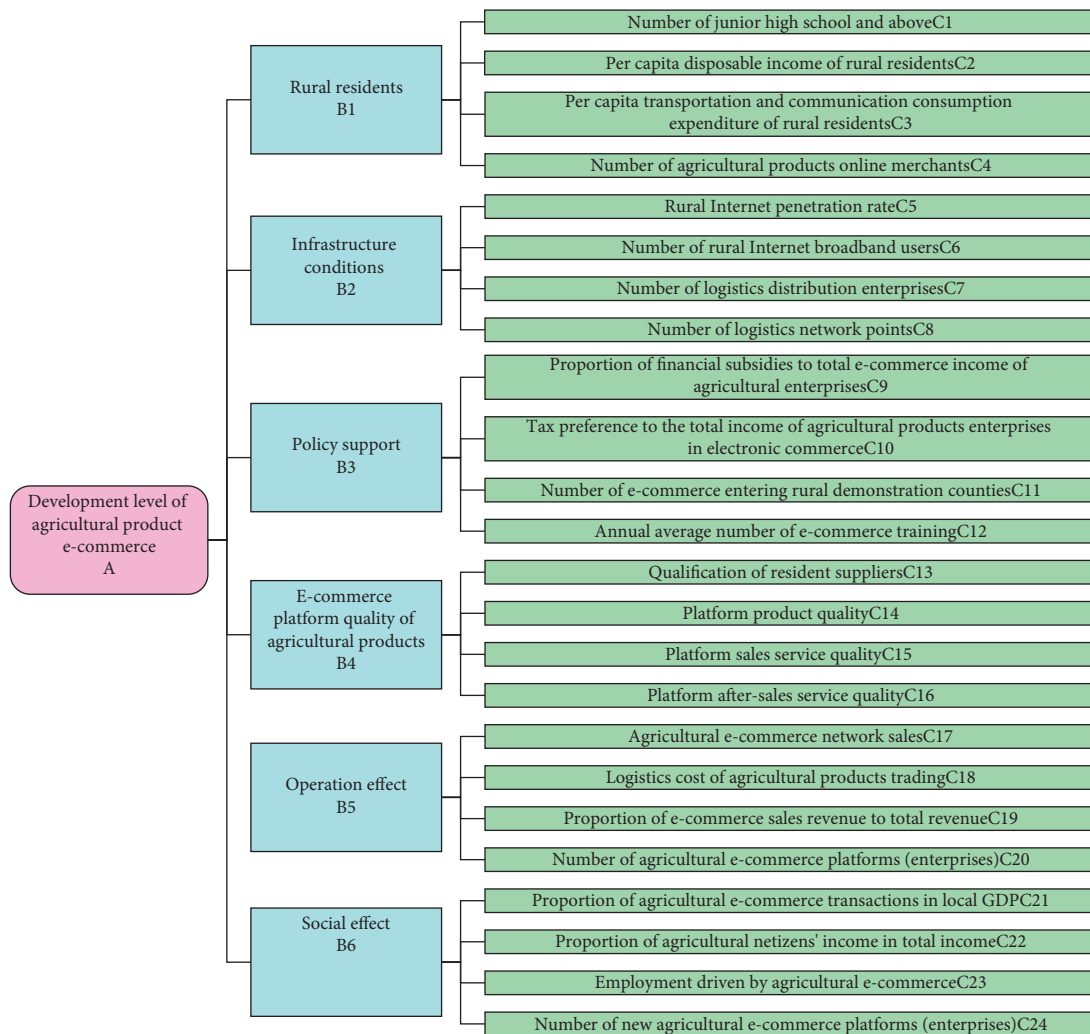 Development level of
agricultural product
e-commerce
A
Rural residents
B1
Number of junior high school and aboveC1
Per capita disposable income of rural residentsC2
Per capita transportation and communication consumption
expenditure of rural residentsC3
Number of agricultural products online merchantsC4
Infrastructure
conditions
B2
Rural Internet penetration rateC5
Number of rural Internet broadband usersC6
Number of logistics distribution enterprisesC7
Number of logistics network pointsC8
Policy support
B3
Proportion of financial subsidies to total e-commerce income of
agricultural enterprisesC9
Tax preference to the total income of agricultural products enterprises
in electronic commerceC10
Number of e-commerce entering rural demonstration countiesC11
Annual average number of e-commerce trainingC12
E-commerce
platform quality of
agricultural products
B4
Qualification of resident suppliersC13
Platform product qualityC14
Platform sales service qualityC15
Platform after-sales service qualityC16
Operation effect
B5
Agricultural e-commerce network salesC17
Logistics cost of agricultural products tradingC18
Proportion of e-commerce sales revenue to total revenueC19
Number of agricultural e-commerce platforms (enterprises)C20
Social effect
B6
Proportion of agricultural e-commerce transactions in local GDPC21
Proportion of agricultural netizens' income in total incomeC22
Employment driven by agricultural e-commerceC23
Number of new agricultural e-commerce platforms (enterprises)C24